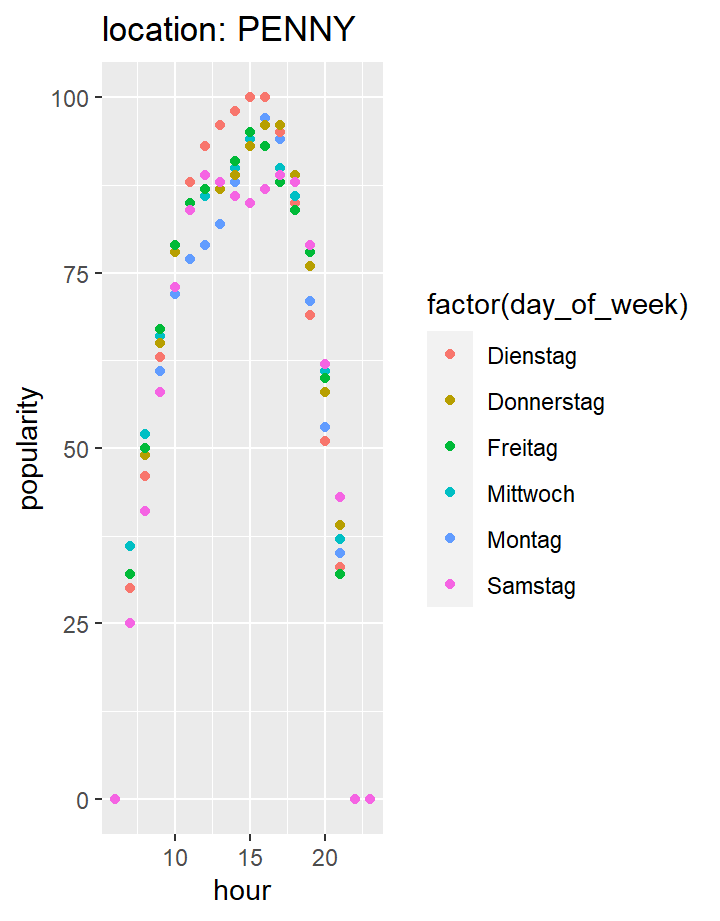 location: PENNY
100
75
50
25
0
popularity
10 15 20
hour
factor(day_of_week)
Dienstag
Donnerstag
Freitag
Mittwoch
Montag
Samstag